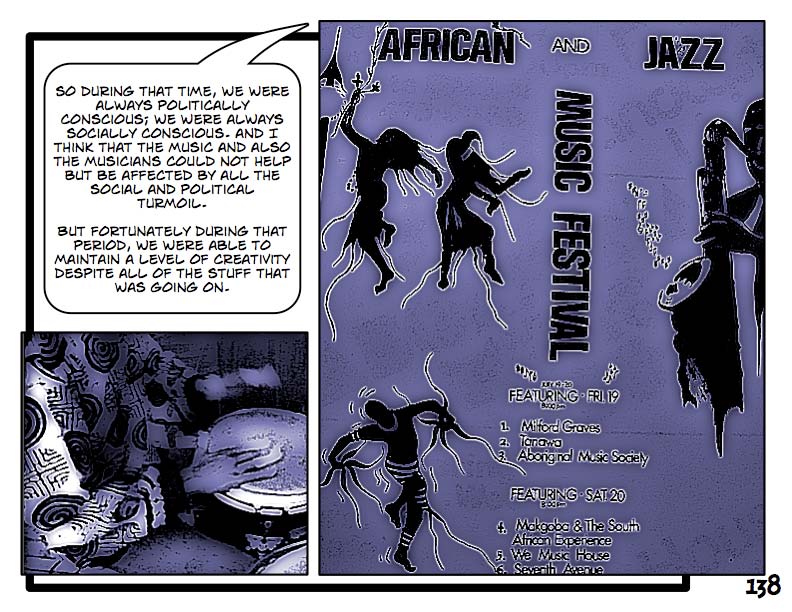 SO DURING THAT TIME, WE WERE
ALWAYS POLITICALLY
CONSCIOUS; WE WERE ALWAYS
SOCIALLY CONSCIOUS. AND I
THINK THAT THE MUSIC AND ALSO
THE MUSICIANS COULD NOT HELP
BUT BE AFFECTED BY ALL THE
SOCIAL AND POLITICAL
TURMOIL.
BUT FORTUNATELY DURING THAT
PERIOD, WE WERE ABLE TO
MAINTAIN A LEVEL OF CREATIVITY
DESPITE ALL OF THE STUFF THAT
WAS GOING ON.
AFRICAN AND JAZZ
MUSIC FESTIVAL
FEATURING · FRI. 19
1. Milford Graves
2. Tanawa
3. Aboriginal Music Society
FEATURING · SAT. 20
4. Makgoba & The South
African Experience
5. We Music House
6. Seventh Avenue
138